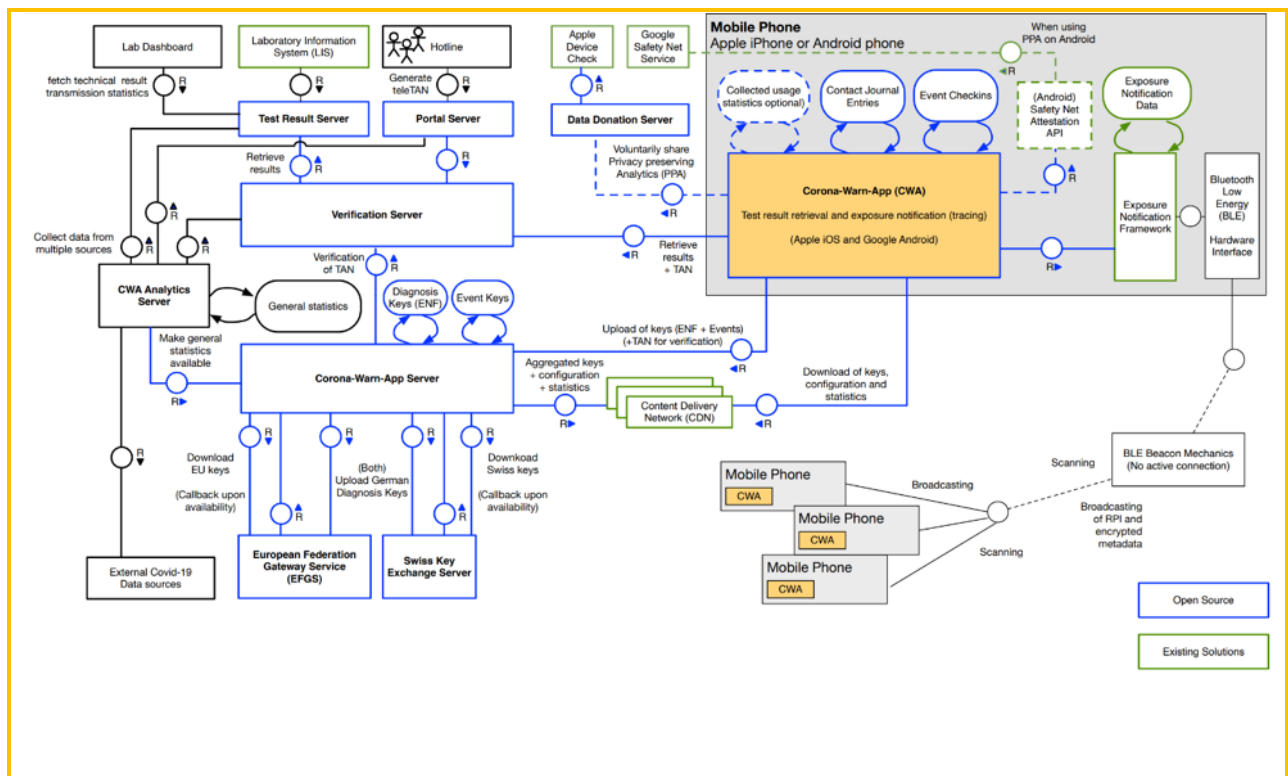 Lab Dashboard
Laboratory Information
System (LIS)
Hotline
Apple
Device
Check
Google
Safety Net
Service
Mobile Phone
Apple iPhone or Android phone
When using
PPA on Android
R
fetch technical result
transmission statistics
R
R
Generate
teleTAN
R
R
Collected usage
statistics optional)
Contact Journal
Entries
Event Checkins
(Android)
Safety Net
Attestation
API
Exposure
Notification
Data
Test Result Server
Portal Server
Data Donation Server
Retrieve
results
R
R
Voluntarily share
Privacy preserving
Analytics (PPA)
R
R
Corona-Warn-App (CWA)
Test result retrieval and exposure notification (tracing)
(Apple iOS and Google Android)
Exposure
Notification
Framework
Bluetooth
Low
Energy
(BLE)
Hardware
Interface
R
Verification Server
R
Retrieve
results
+ TAN
R
Collect data from
multiple sources
R
R
Verification
of TAN
R
CWA Analytics
Server
General statistics
Diagnosis
Keys (ENF)
Event Keys
Make general
statistics
available
R
Upload of keys (ENF + Events)
(+TAN for verification)
R
Corona-Warn-App Server
Aggregated keys
+ configuration
+ statistics
R
Content Delivery
Network (CDN)
R
Download of keys,
configuration and
statistics
R
R
R
R
R
Download
EU keys
(Callback upon
availability)
R
(Both)
Upload German
Diagnosis Keys
R
Downkoad
Swiss keys
(Callback upon
availability)
External Covid-19
Data sources
European Federation
Gateway Service
(EFGS)
Swiss Key
Exchange Server
Mobile Phone
CWA
Mobile Phone
CWA
Mobile Phone
CWA
Broadcasting
Scanning
Scanning
BLE Beacon Mechanics
(No active connection)
Broadcasting
of RPI and
encrypted
metadata
Open Source
Existing Solutions